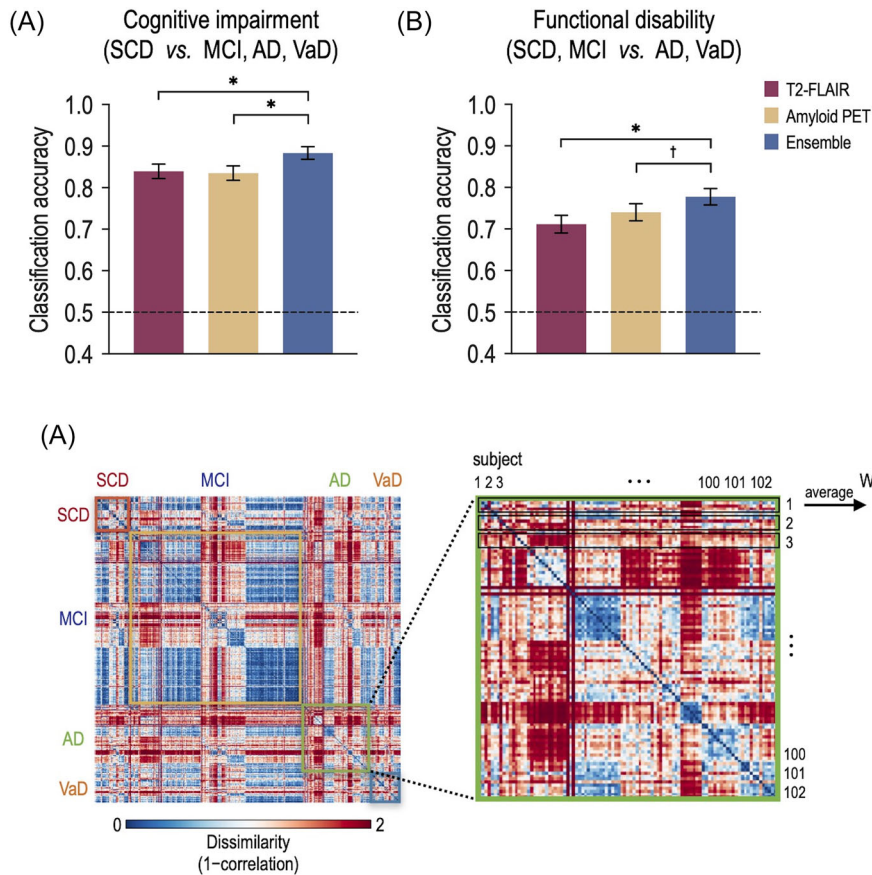 (A)
Cognitive impairment
(SCD vs. MCI, AD, VaD)
Classification accuracy
1.0
0.9
0.8
0.7
0.6
0.5
0.4
*
*
(B)
Functional disability
(SCD, MCI vs. AD, VaD)
Classification accuracy
1.0
0.9
0.8
0.7
0.6
0.5
0.4
*
†
T2-FLAIR
Amyloid PET
Ensemble
(A)
SCD MCI AD VaD
SCD
MCI
AD
VaD
0 2
Dissimilarity
(1−correlation)
subject
1 2 3 ••• 100 101 102
1
2
3
⋮
100
101
102
average
W